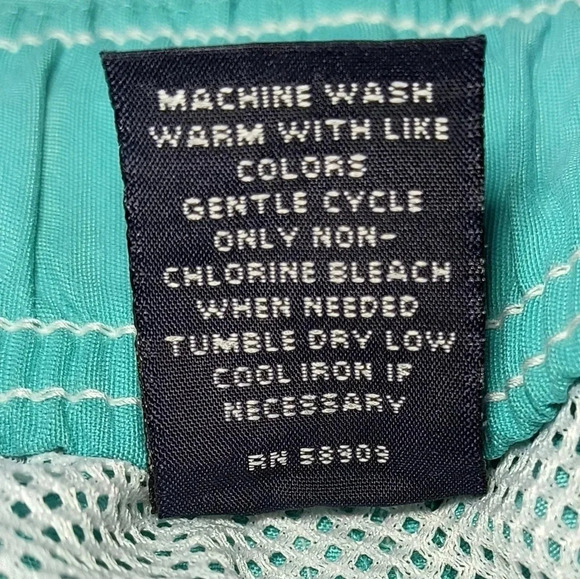 MACHINE WASH
WARM WITH LIKE
COLORS
GENTLE CYCLE
ONLY NON-
CHLORINE BLEACH
WHEN NEEDED
TUMBLE DRY LOW
COOL IRON IF
NECESSARY
RN 58909